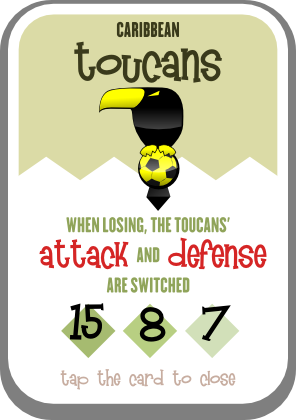 CARIBBEAN
toucans
WHEN LOSING, THE TOUCANS'
attack AND defense
ARE SWITCHED
15 8 7
tap the card to close